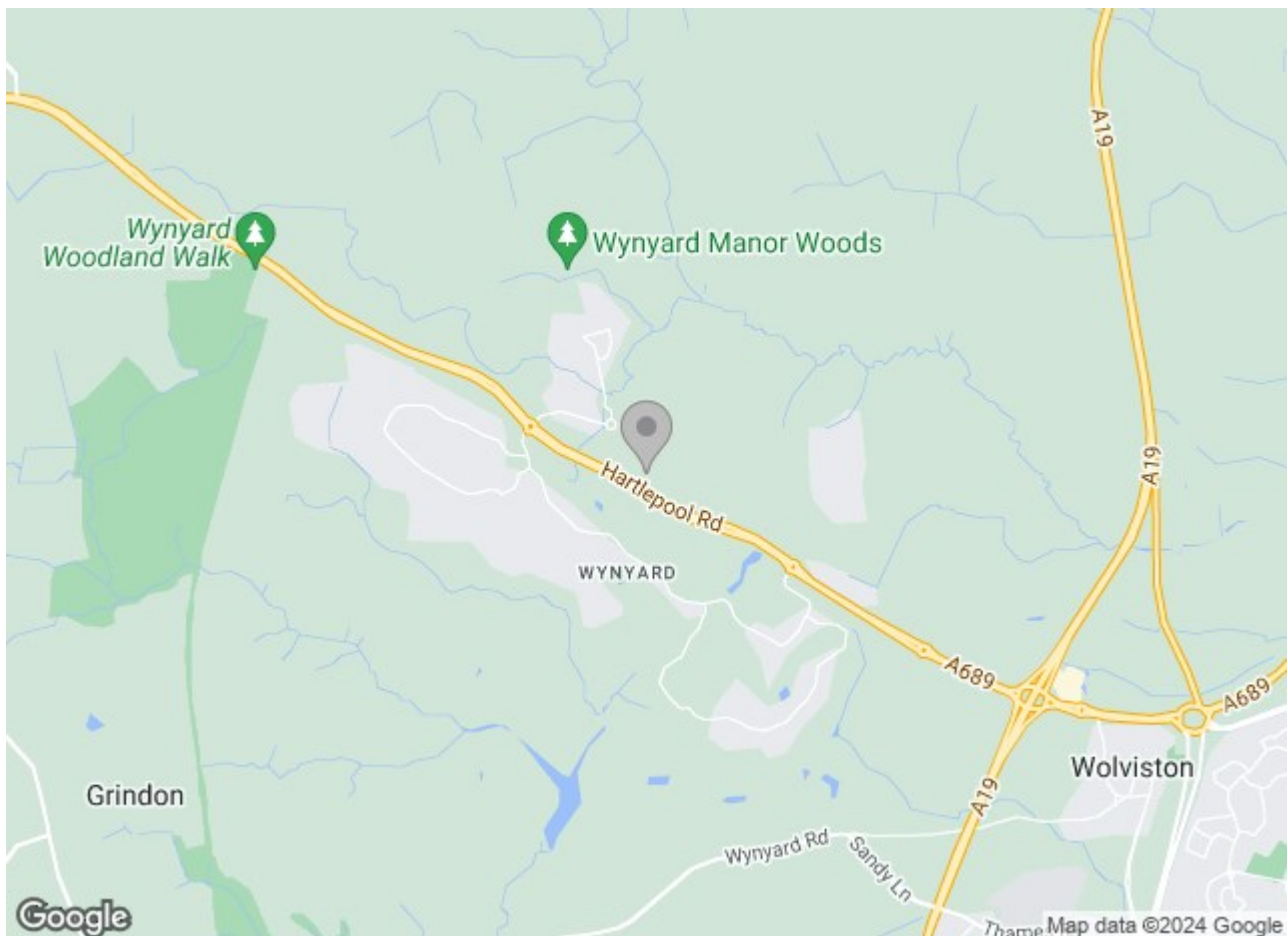 A19
Wynyard
Woodland Walk
Wynyard Manor Woods
A19
Hartlepool Rd
WYNYARD
A689
A689
Wolviston
Grindon
A19
Wynyard Rd
Sandy Ln
Google
Map data ©2024 Google